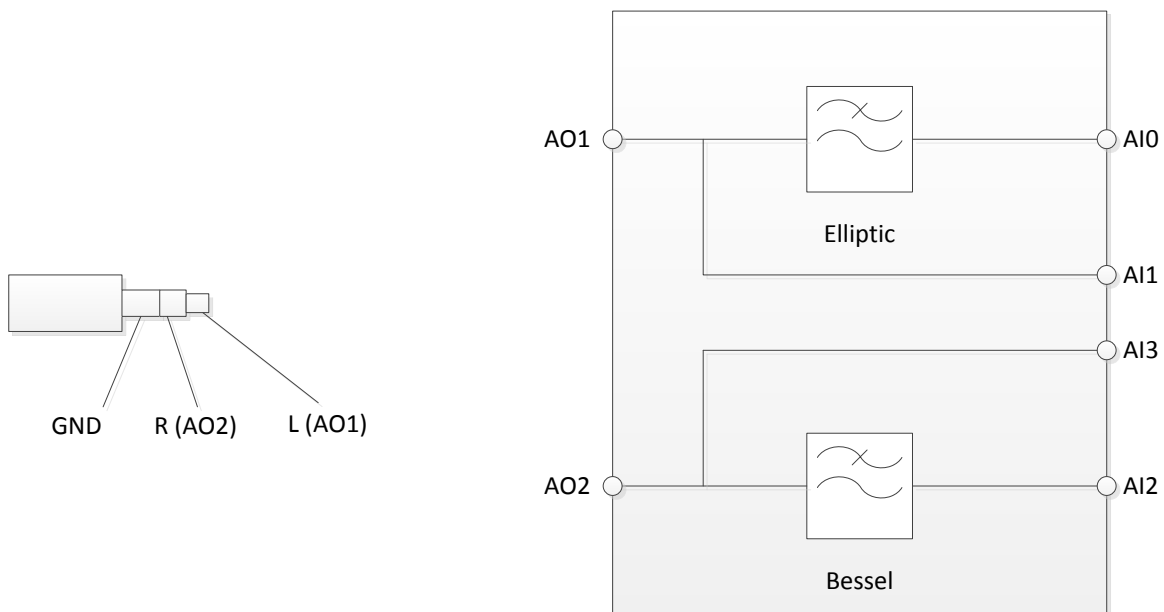 AO1
AI0
Elliptic
AI1
AI3
GND
R (AO2)
L (AO1)
AO2
AI2
Bessel